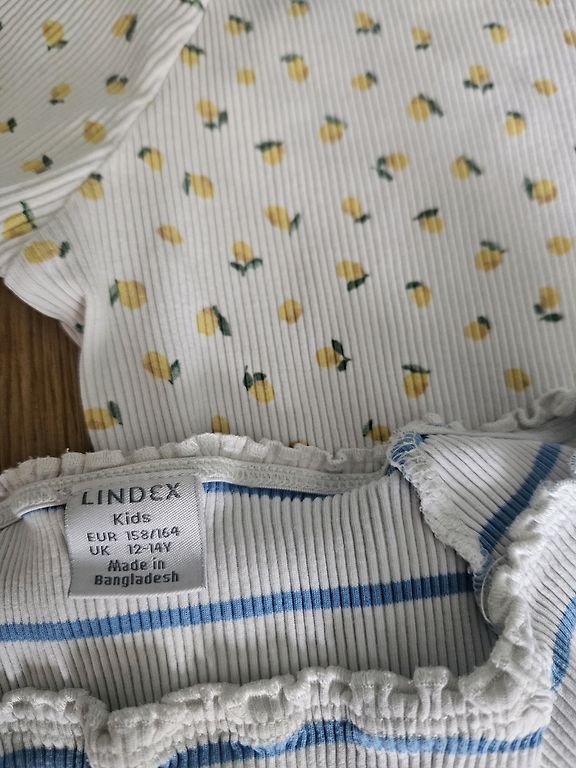 LINDEX
Kids
EUR 158/164
UK 12-14Y
Made in
Bangladesh